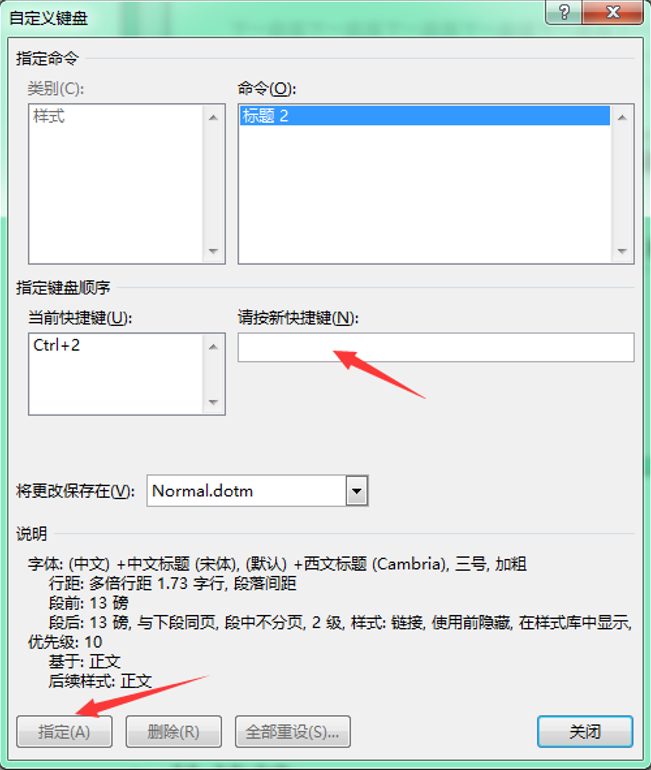 自定义键盘
指定命令
类别(C): 命令(O):
样式 标题 2
指定键盘顺序
当前快捷键(U): 请按新快捷键(N):
Ctrl+2
将更改保存在(V): Normal.dotm
说明
字体: (中文) +中文标题 (宋体), (默认) +西文标题 (Cambria), 三号, 加粗
行距: 多倍行距 1.73 字行, 段落间距
段前: 13 磅
段后: 13 磅, 与下段同页, 段中不分页, 2 级, 样式: 链接, 使用前隐藏, 在样式库中显示,
优先级: 10
基于: 正文
后续样式: 正文
指定(A) 删除(R) 全部重设(S)... 关闭